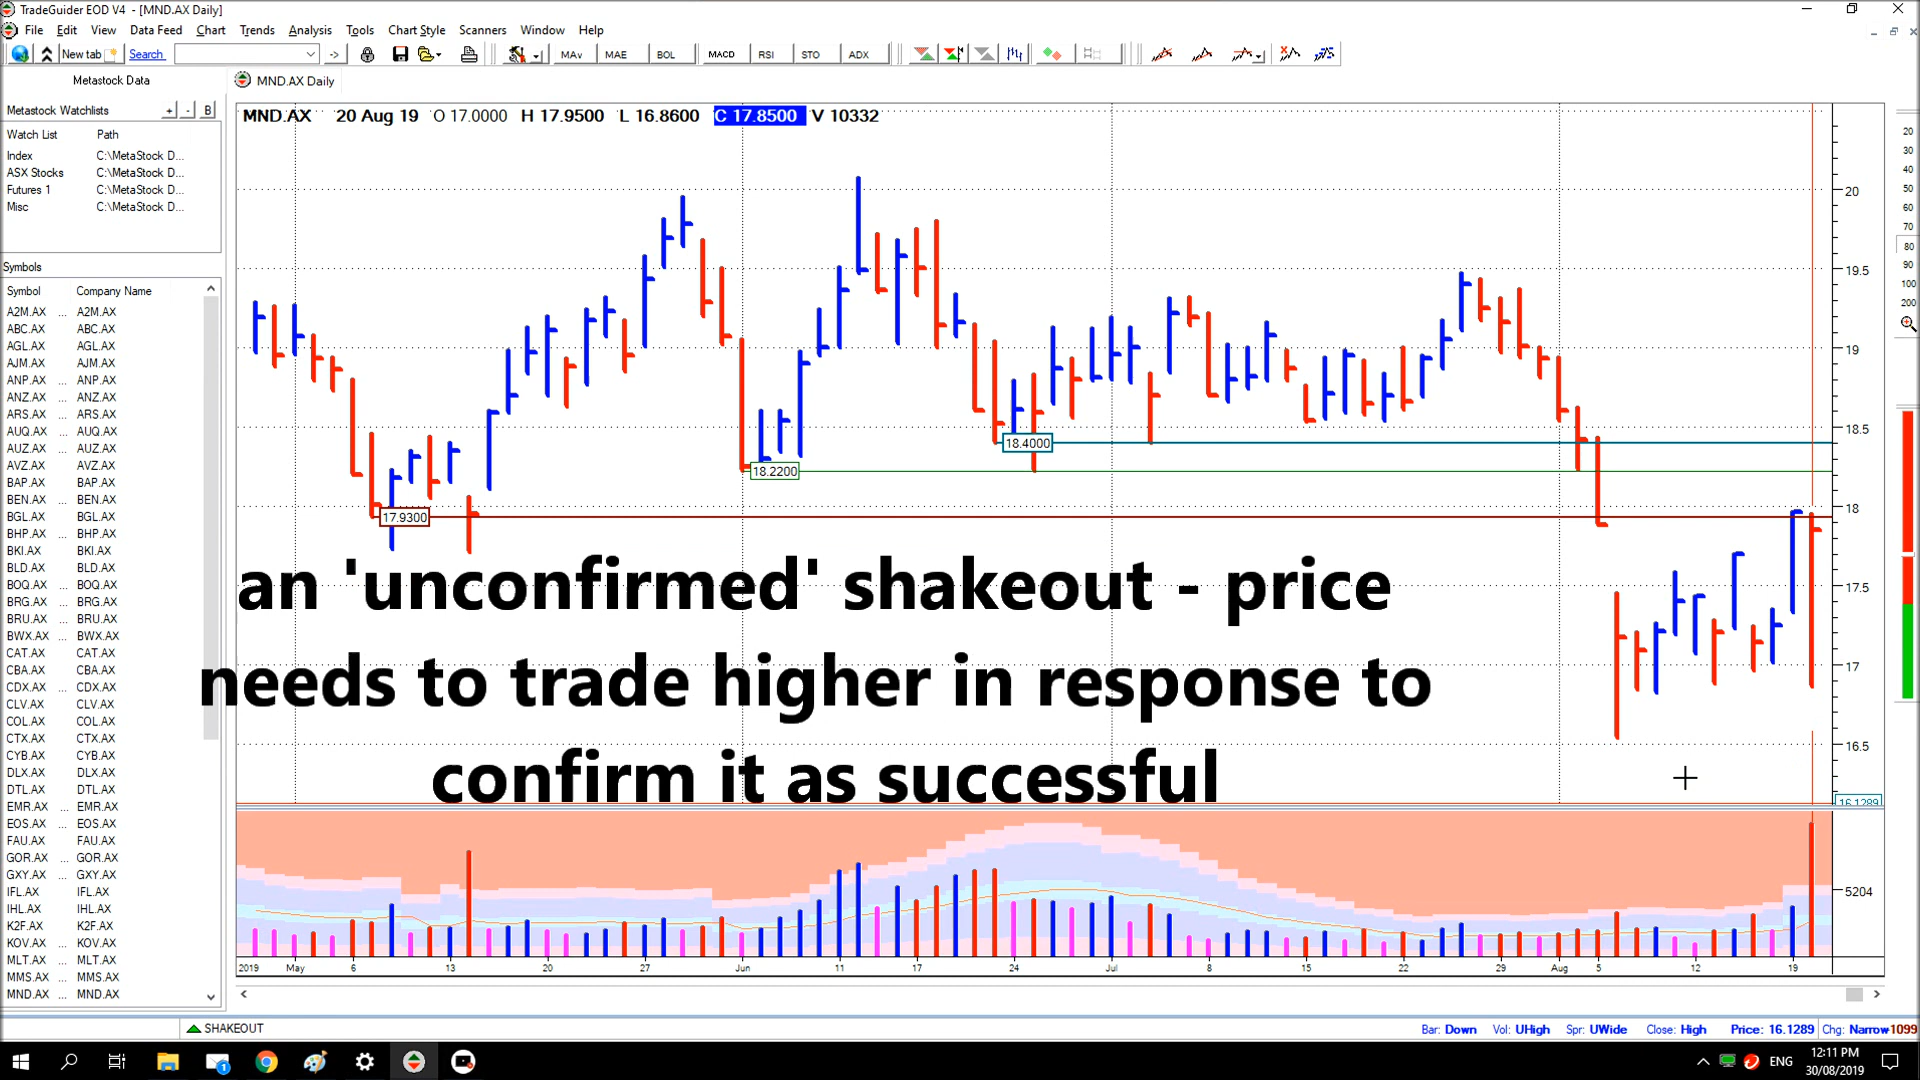 TradeGuider EOD V4 - [MND.AX Daily]
File Edit View Data Feed Chart Trends Analysis Tools Chart Style Scanners Window Help
New tab Search -> MAv MAE BOL MACD RSI STO ADX
Metastock Data
MND.AX Daily
Metastock Watchlists + - B
Watch List Path
Index C:\MetaStock D...
ASX Stocks C:\MetaStock D...
Futures 1 C:\MetaStock D...
Misc C:\MetaStock D...
Symbols
Symbol Company Name
A2M.AX ... A2M.AX
ABC.AX ABC.AX
AGL.AX AGL.AX
AJM.AX AJM.AX
ANP.AX ... ANP.AX
ANZ.AX ... ANZ.AX
ARS.AX ... ARS.AX
AUQ.AX ... AUQ.AX
AUZ.AX ... AUZ.AX
AVZ.AX AVZ.AX
BAP.AX BAP.AX
BEN.AX ... BEN.AX
BGL.AX BGL.AX
BHP.AX ... BHP.AX
BKI.AX BKI.AX
BLD.AX BLD.AX
BOQ.AX ... BOQ.AX
BRG.AX ... BRG.AX
BRU.AX ... BRU.AX
BWX.AX ... BWX.AX
CAT.AX CAT.AX
CBA.AX CBA.AX
CDX.AX ... CDX.AX
CLV.AX CLV.AX
COL.AX COL.AX
CTX.AX CTX.AX
CYB.AX CYB.AX
DLX.AX DLX.AX
DTL.AX DTL.AX
EMR.AX ... EMR.AX
EOS.AX EOS.AX
FAU.AX FAU.AX
GOR.AX ... GOR.AX
GXY.AX ... GXY.AX
IFL.AX IFL.AX
IHL.AX ... IHL.AX
K2F.AX ... K2F.AX
KOV.AX KOV.AX
MLT.AX ... MLT.AX
MMS.AX ... MMS.AX
MND.AX ... MND.AX
MND.AX 20 Aug 19 O 17.0000 H 17.9500 L 16.8600 C 17.8500 V 10332
20
19.5
19
18.5
18
17.5
17
16.5
16.1289
5204
18.4000
18.2200
17.9300
an 'unconfirmed' shakeout - price
needs to trade higher in response to
confirm it as successful
2019 May 6 13 20 27 Jun 11 17 24 Jul 8 15 22 29 Aug 5 12 19
20
30
40
50
60
70
80
90
100
200
SHAKEOUT
Bar: Down Vol: UHigh Spr: UWide Close: High Price: 16.1289 Chg: Narrow 1099
ENG 12:11 PM
30/08/2019